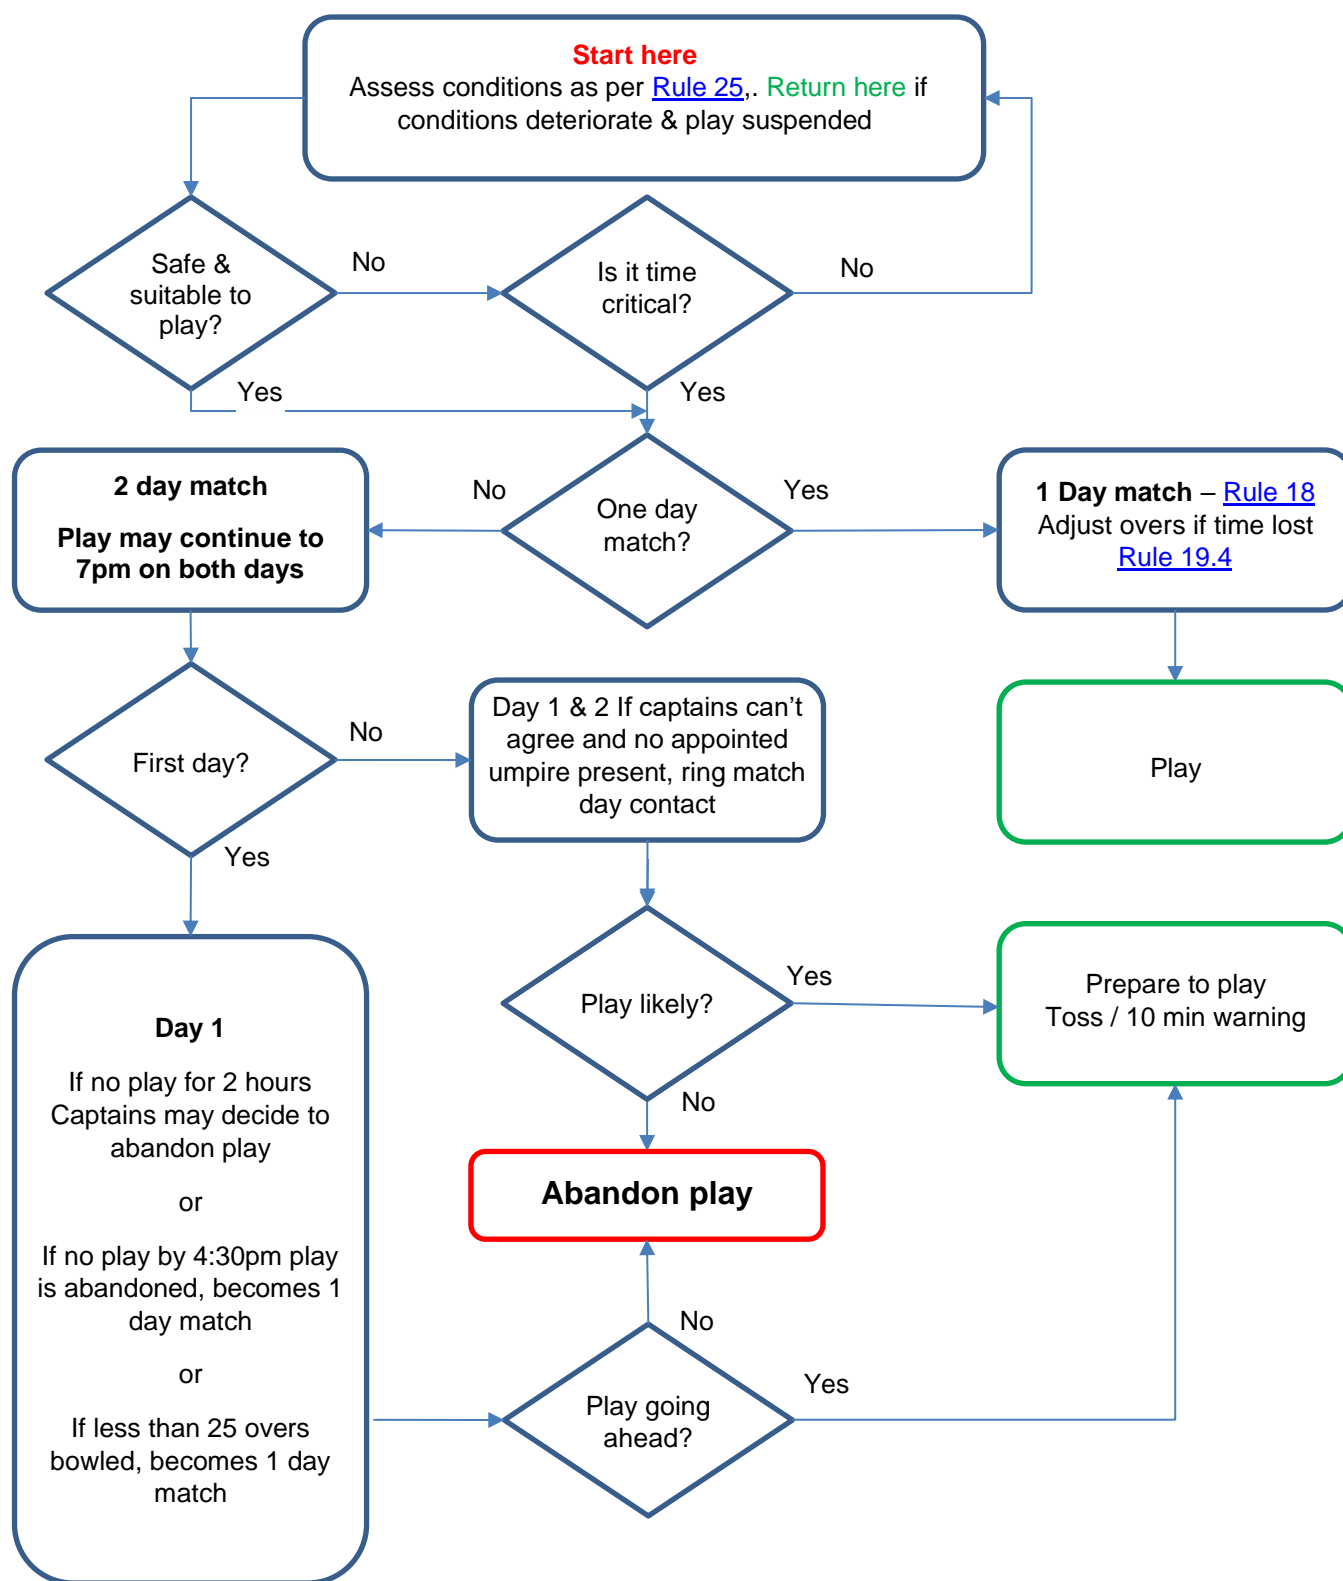 Start here
Assess conditions as per Rule 25,. Return here if
conditions deteriorate & play suspended
Safe &
suitable to
play?
No
Is it time
critical?
No
Yes
Yes
2 day match
Play may continue to
7pm on both days
No
One day
match?
Yes
1 Day match – Rule 18
Adjust overs if time lost
Rule 19.4
First day?
No
Day 1 & 2 If captains can’t
agree and no appointed
umpire present, ring match
day contact
Play
Yes
Day 1
If no play for 2 hours
Captains may decide to
abandon play
or
If no play by 4:30pm play
is abandoned, becomes 1
day match
or
If less than 25 overs
bowled, becomes 1 day
match
Play likely?
Yes
Prepare to play
Toss / 10 min warning
No
Abandon play
No
Play going
ahead?
Yes